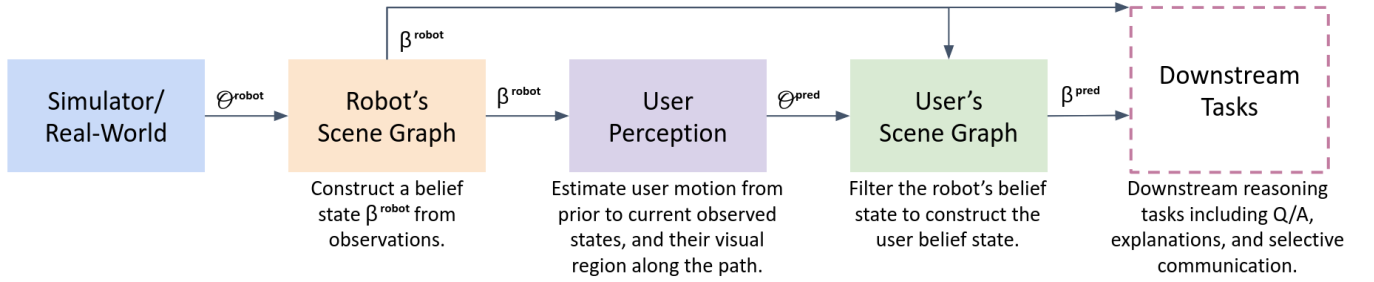 βʳᵒᵇᵒᵗ
Simulator/
Real-World
𝒪ʳᵒᵇᵒᵗ
Robot's
Scene Graph
βʳᵒᵇᵒᵗ
User
Perception
𝒪ᵖʳᵉᵈ
User's
Scene Graph
βᵖʳᵉᵈ
Downstream
Tasks
Construct a belief
state βʳᵒᵇᵒᵗ from
observations.
Estimate user motion from
prior to current observed
states, and their visual
region along the path.
Filter the robot's belief
state to construct the
user belief state.
Downstream reasoning
tasks including Q/A,
explanations, and selective
communication.